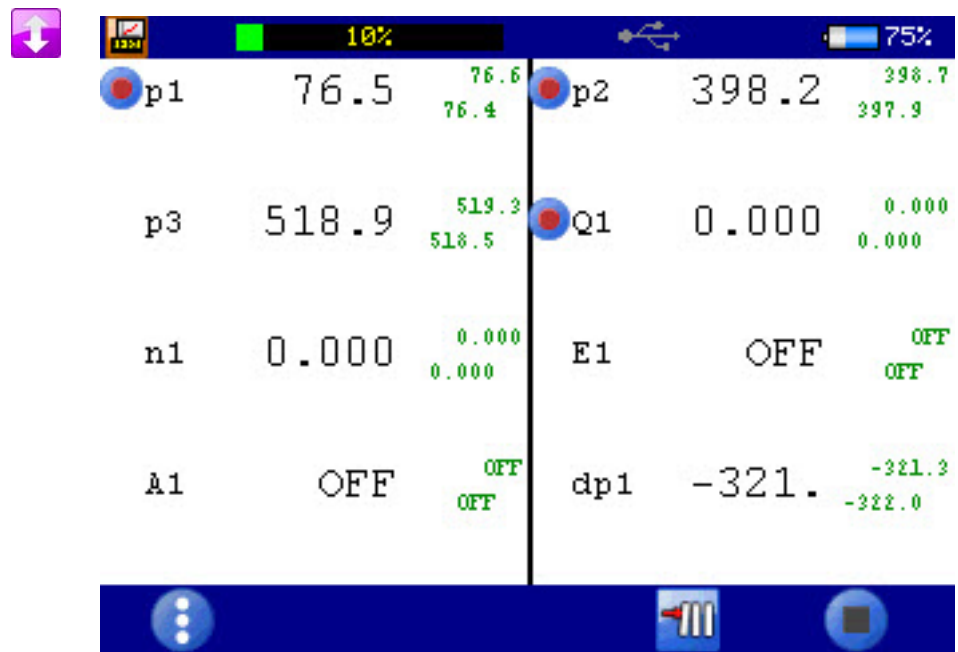 10% 75%
p1 76.5 76.6 76.4 p2 398.2 398.7 397.9
p3 518.9 519.3 518.5 Q1 0.000 0.000 0.000
n1 0.000 0.000 0.000 E1 OFF OFF OFF
A1 OFF OFF OFF dp1 -321. -321.3 -322.0